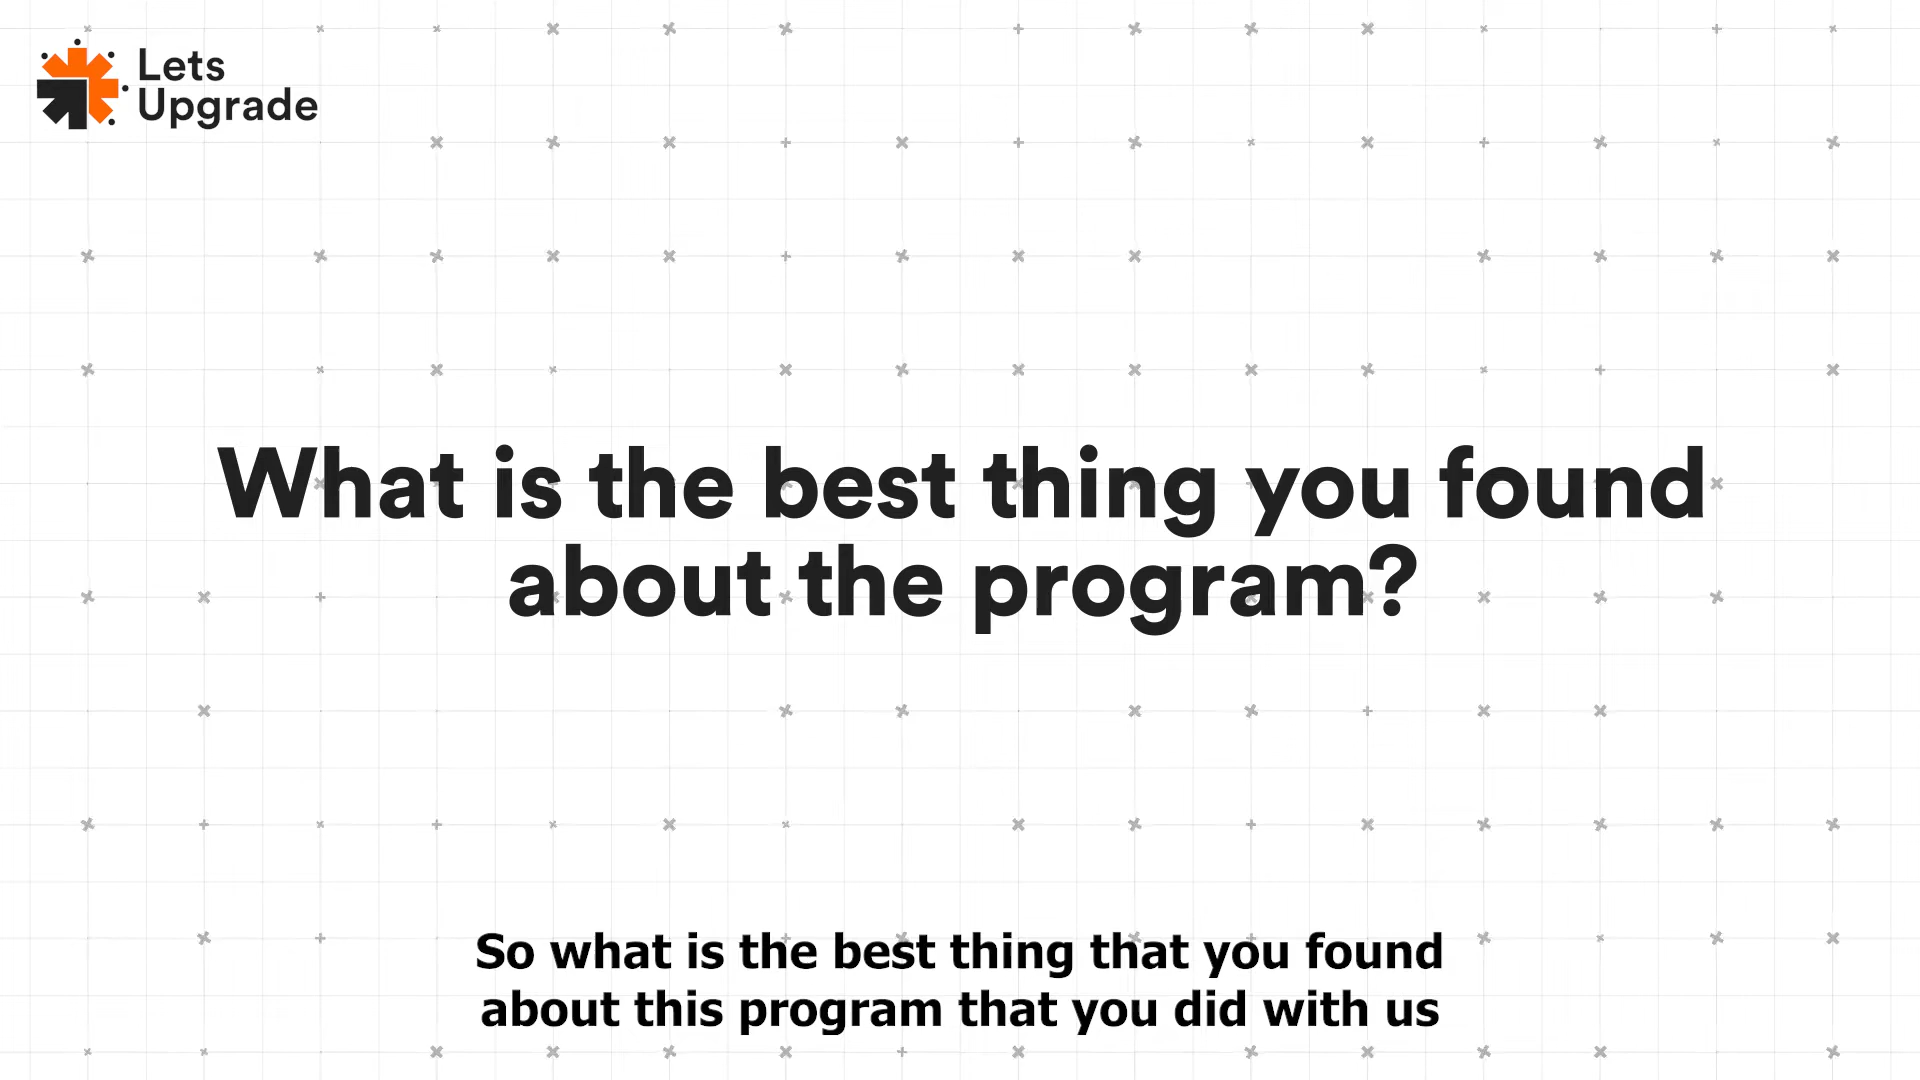 Lets
Upgrade
What is the best thing you found
about the program?
So what is the best thing that you found
about this program that you did with us